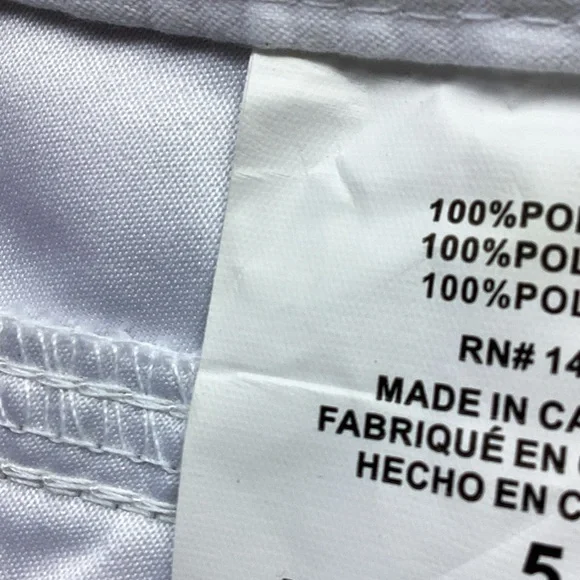 100%POL
100%POL
100%POL
RN# 14
MADE IN CA
FABRIQUÉ EN
HECHO EN C
5